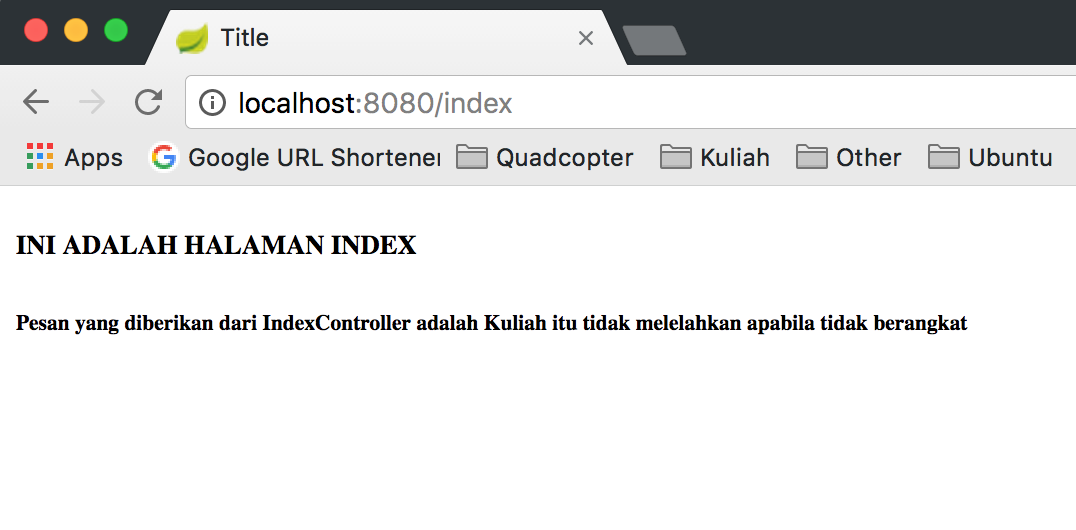 Title
localhost:8080/index
Apps Google URL Shortener Quadcopter Kuliah Other Ubuntu
INI ADALAH HALAMAN INDEX
Pesan yang diberikan dari IndexController adalah Kuliah itu tidak melelahkan apabila tidak berangkat